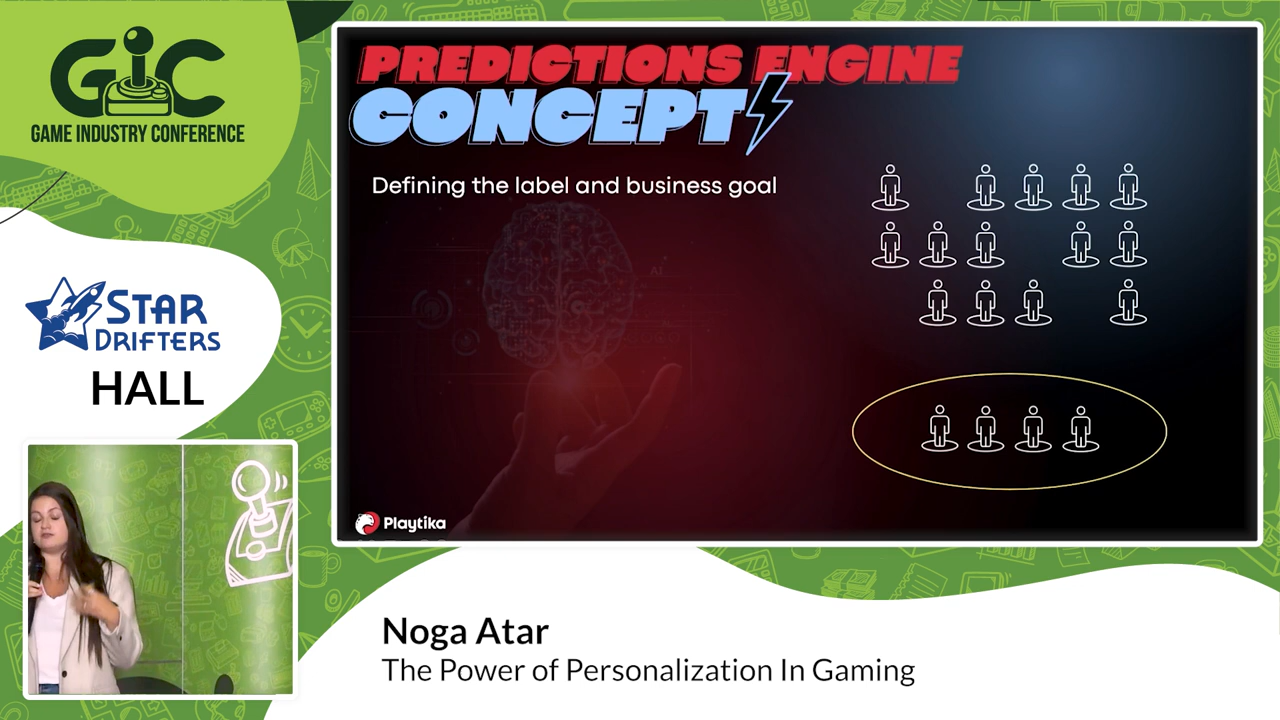 GIC
GAME INDUSTRY CONFERENCE
STAR
DRIFTERS
HALL
PREDICTIONS ENGINE
CONCEPT
Defining the label and business goal
AI
Playtika
Noga Atar
The Power of Personalization In Gaming